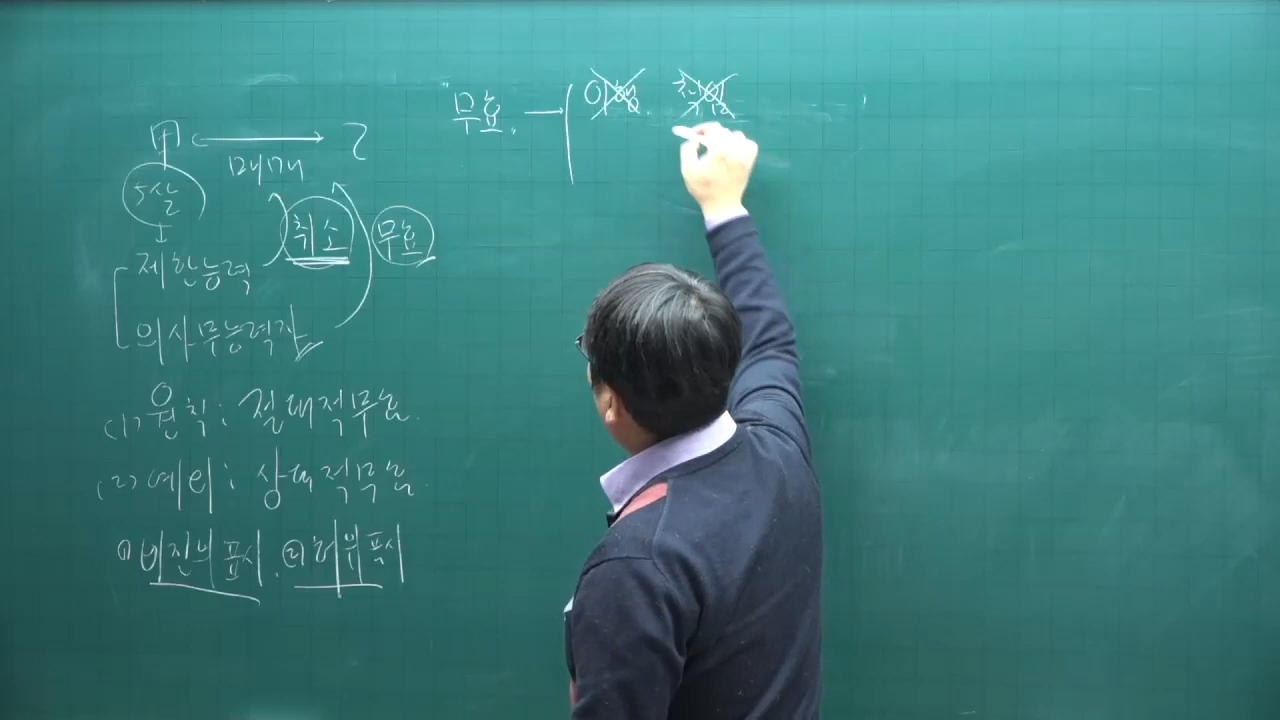 甲 ↔ 乙
매매
5살
제한능력
의사무능력자
취소
무효
(1) 원칙: 절대적무효.
(2) 예외: 상대적무효.
① 비진의표시. ② 허위표시
무효. → 이행. 책임